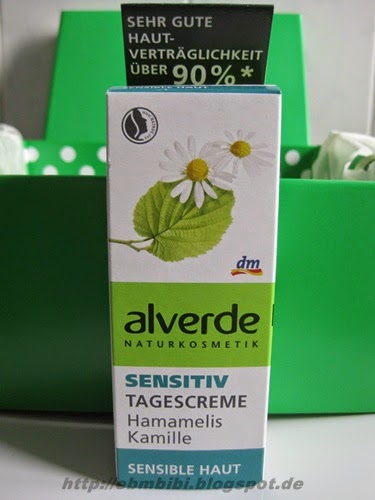 SEHR GUTE
HAUT-
VERTRÄGLICHKEIT
ÜBER 90%*
dm
alverde
NATURKOSMETIK
SENSITIV
TAGESCREME
Hamamelis
Kamille
SENSIBLE HAUT
http://ebmbibi.blogspot.de